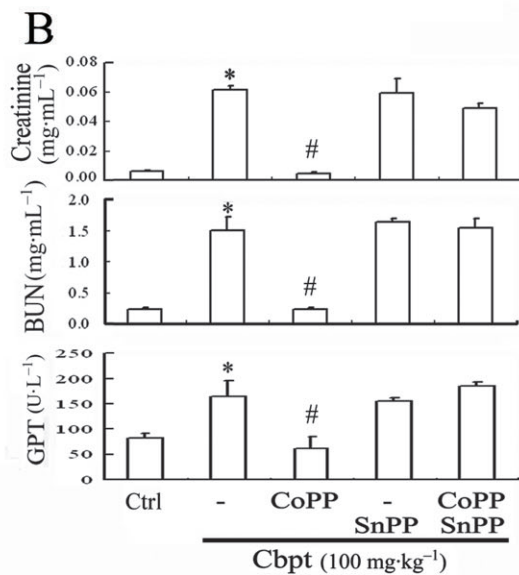 B
Creatinine
(mg·mL⁻¹)
0.08
0.06
0.04
0.02
0.00
*
#
BUN(mg·mL⁻¹)
2.0
1.5
1.0
0.5
0.0
*
#
GPT (U·L⁻¹)
250
200
150
100
50
0
*
#
Ctrl - CoPP - CoPP
SnPP SnPP
Cbpt (100 mg·kg⁻¹)